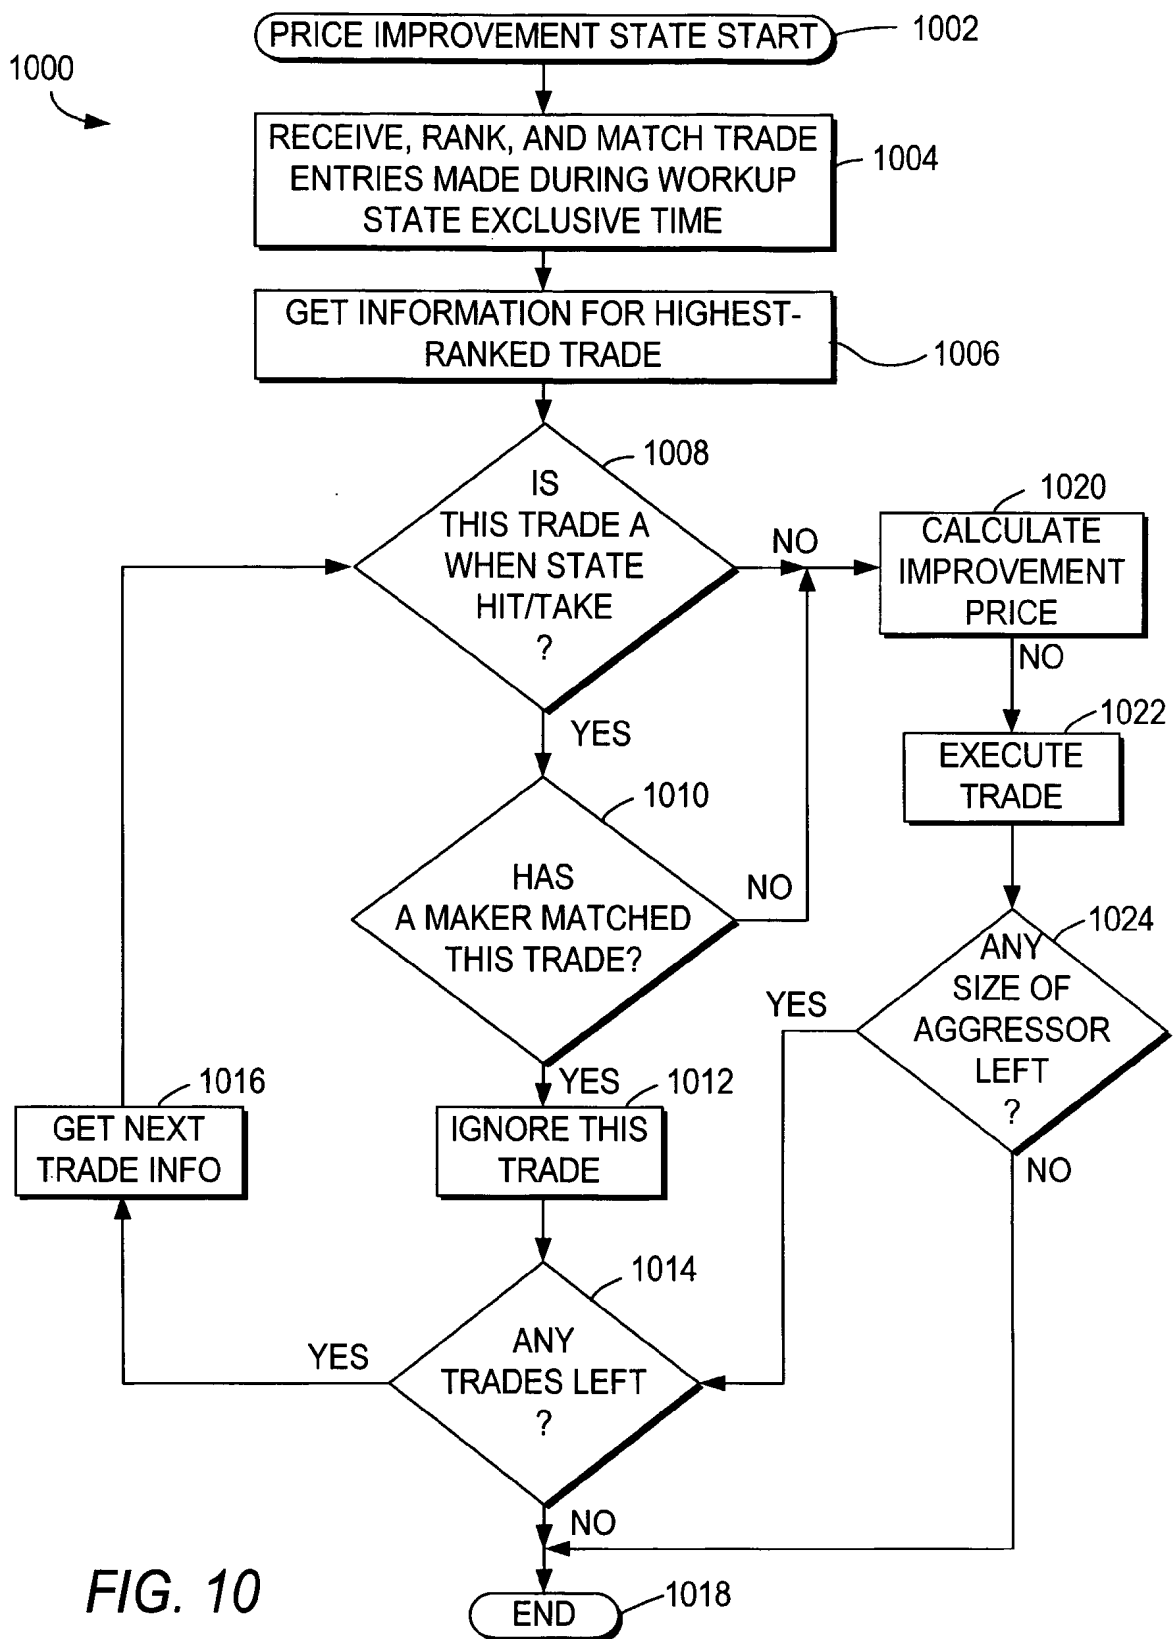 PRICE IMPROVEMENT STATE START
1002
1000
RECEIVE, RANK, AND MATCH TRADE
ENTRIES MADE DURING WORKUP
STATE EXCLUSIVE TIME
1004
GET INFORMATION FOR HIGHEST-
RANKED TRADE
1006
1008
IS
THIS TRADE A
WHEN STATE
HIT/TAKE
?
NO
1020
CALCULATE
IMPROVEMENT
PRICE
NO
YES
1022
EXECUTE
TRADE
1010
HAS
A MAKER MATCHED
THIS TRADE?
NO
1024
ANY
SIZE OF
AGGRESSOR
LEFT
?
YES
NO
YES
1012
IGNORE THIS
TRADE
1016
GET NEXT
TRADE INFO
1014
ANY
TRADES LEFT
?
YES
NO
END
1018
FIG. 10